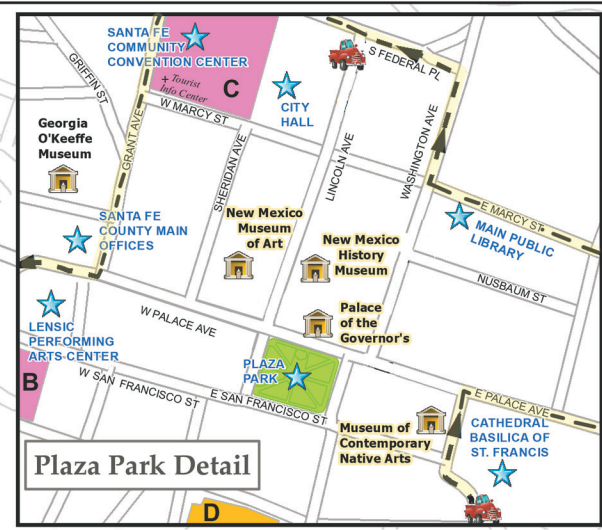 SANTA FE
COMMUNITY
CONVENTION CENTER
+ Tourist
Info Center
C
S FEDERAL PL
GRIFFIN ST
CITY
HALL
W MARCY ST
Georgia
O'Keeffe
Museum
GRANT AVE
SHERIDAN AVE
LINCOLN AVE
WASHINGTON AVE
E MARCY ST
SANTA FE
COUNTY MAIN
OFFICES
New Mexico
Museum
of Art
New Mexico
History
Museum
MAIN PUBLIC
LIBRARY
NUSBAUM ST
Palace
of the
Governor's
W PALACE AVE
LENSIC
PERFORMING
ARTS CENTER
PLAZA
PARK
B
W SAN FRANCISCO ST
E SAN FRANCISCO ST
E PALACE AVE
Museum of
Contemporary
Native Arts
CATHEDRAL
BASILICA OF
ST. FRANCIS
Plaza Park Detail
D